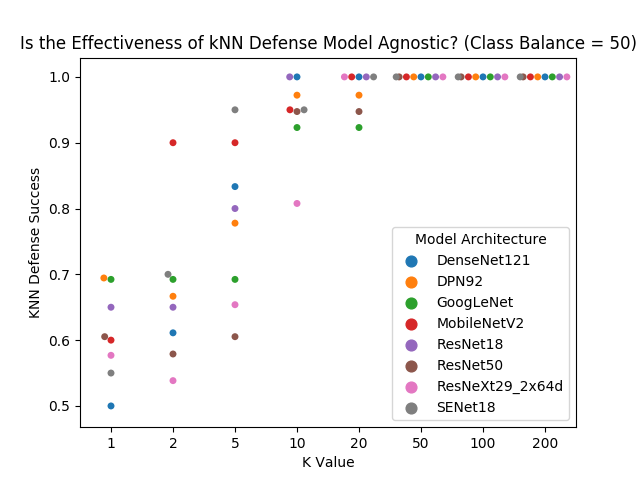 Is the Effectiveness of kNN Defense Model Agnostic? (Class Balance = 50)
KNN Defense Success
1.0
0.9
0.8
0.7
0.6
0.5
Model Architecture
DenseNet121
DPN92
GoogLeNet
MobileNetV2
ResNet18
ResNet50
ResNeXt29_2x64d
SENet18
1 2 5 10 20 50 100 200
K Value